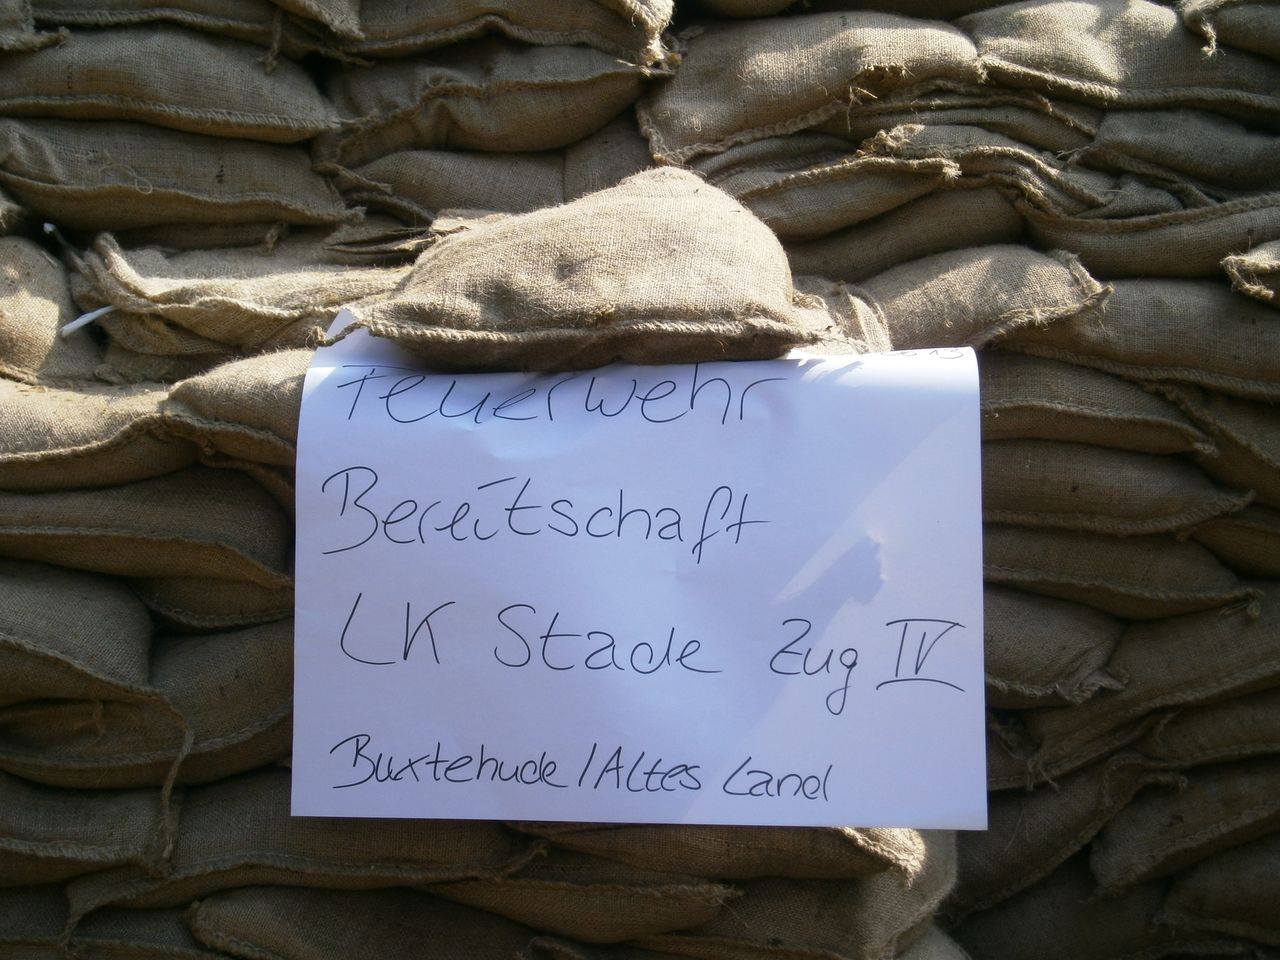 Feuerwehr
Bereitschaft
LK Stade Zug IV
Buxtehude/Altes Land